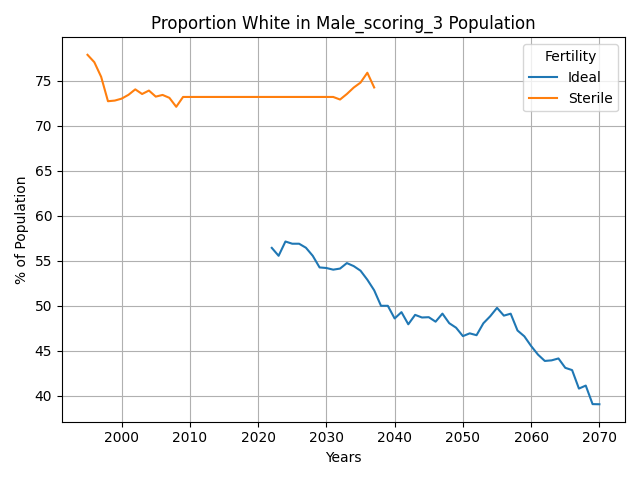 Proportion White in Male_scoring_3 Population
Fertility
Ideal
Sterile
% of Population
75
70
65
60
55
50
45
40
2000 2010 2020 2030 2040 2050 2060 2070
Years